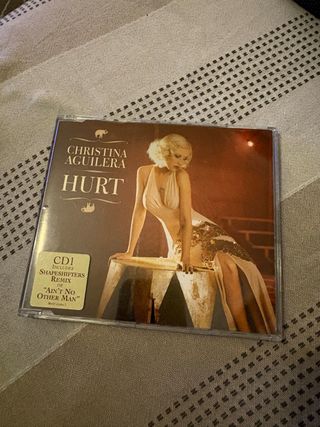 CHRISTINA
AGUILERA
HURT
CD1
INCLUDES
SHAPESHIFTERS
REMIX
OF
"AIN'T NO
OTHER MAN"